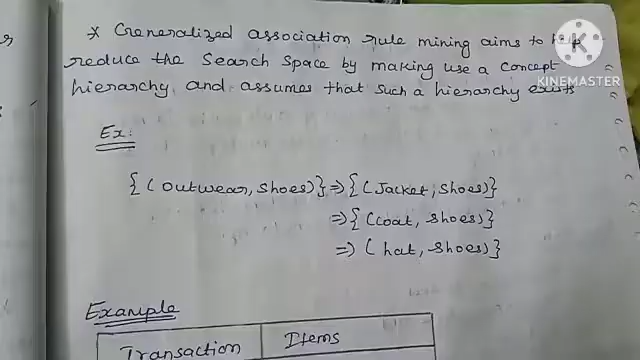 * Generalized association rule mining aims to help
reduce the Search Space by making use a concept
hierarchy and assumes that such a hierarchy exists
Ex:
{(outwear, shoes)} => {(Jacket, shoes)}
=> {(coat, shoes)}
=> (hat, shoes)}
Example
Transaction Items
KINEMASTER